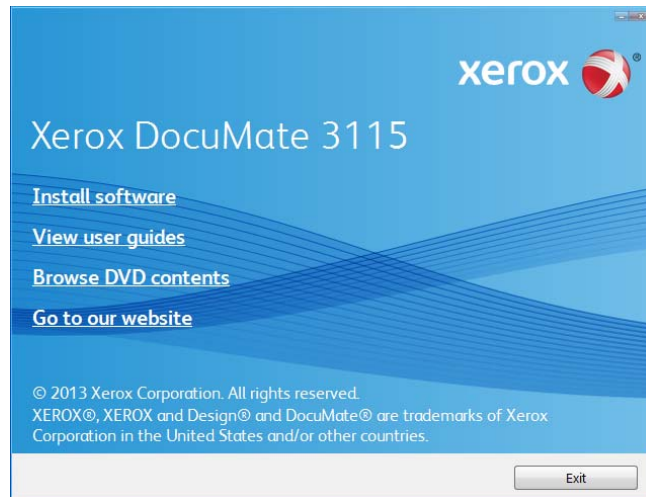 xerox ®
Xerox DocuMate 3115
Install software
View user guides
Browse DVD contents
Go to our website
© 2013 Xerox Corporation. All rights reserved.
XEROX®, XEROX and Design® and DocuMate® are trademarks of Xerox
Corporation in the United States and/or other countries.
Exit